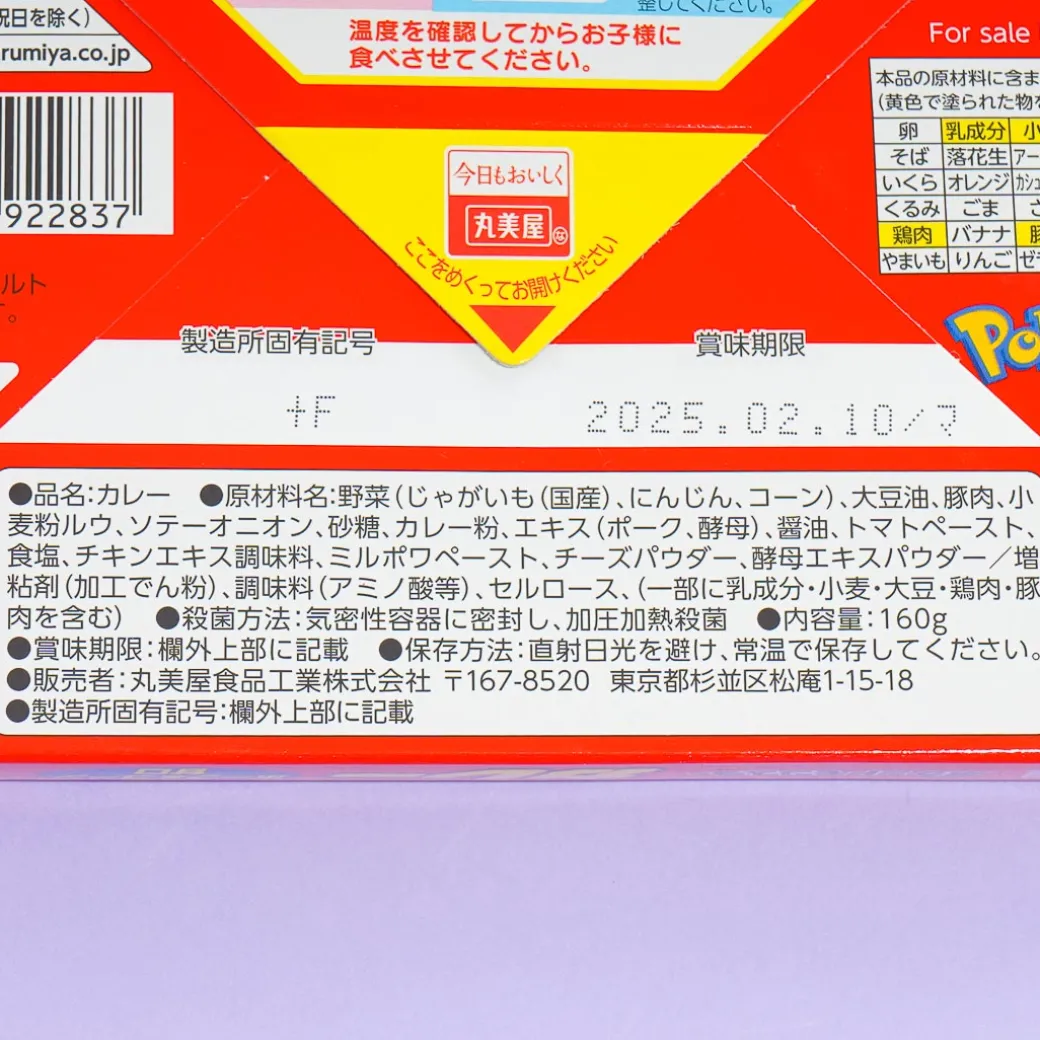 祝日を除く)
rumiya.co.jp
922837
ルト
温度を確認してからお子様に
食べさせてください。
今日もおいしく
丸美屋
ここをめくってお開けください
For sale
本品の原材料に含ま
(黄色で塗られた物を
卵 乳成分 小
そば 落花生 アー
いくら オレンジ カシュ
くるみ ごま さ
鶏肉 バナナ 豚
やまいも りんご ゼラ
製造所固有記号
賞味期限
+F
2025.02.10/マ
●品名:カレー ●原材料名:野菜(じゃがいも(国産)、にんじん、コーン)、大豆油、豚肉、小
麦粉ルウ、ソテーオニオン、砂糖、カレー粉、エキス(ポーク、酵母)、醤油、トマトペースト、
食塩、チキンエキス調味料、ミルポワペースト、チーズパウダー、酵母エキスパウダー/増
粘剤(加工でん粉)、調味料(アミノ酸等)、セルロース、(一部に乳成分・小麦・大豆・鶏肉・豚
肉を含む) ●殺菌方法:気密性容器に密封し、加圧加熱殺菌 ●内容量:160g
●賞味期限:欄外上部に記載 ●保存方法:直射日光を避け、常温で保存してください。
●販売者:丸美屋食品工業株式会社 〒167-8520 東京都杉並区松庵1-15-18
●製造所固有記号:欄外上部に記載